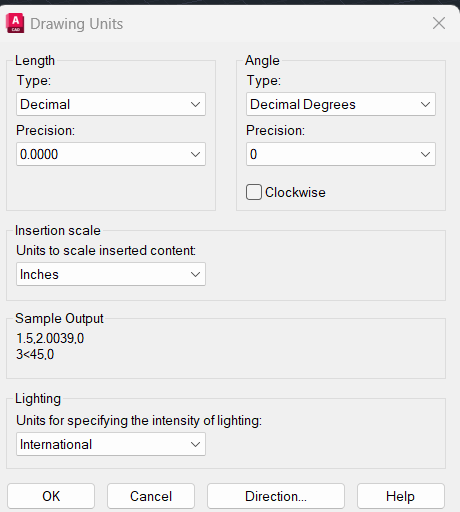 A
CAD
Drawing Units
Length
Type:
Decimal
Precision:
0.0000
Angle
Type:
Decimal Degrees
Precision:
0
Clockwise
Insertion scale
Units to scale inserted content:
Inches
Sample Output
1.5,2.0039,0
3<45,0
Lighting
Units for specifying the intensity of lighting:
International
OK
Cancel
Direction...
Help